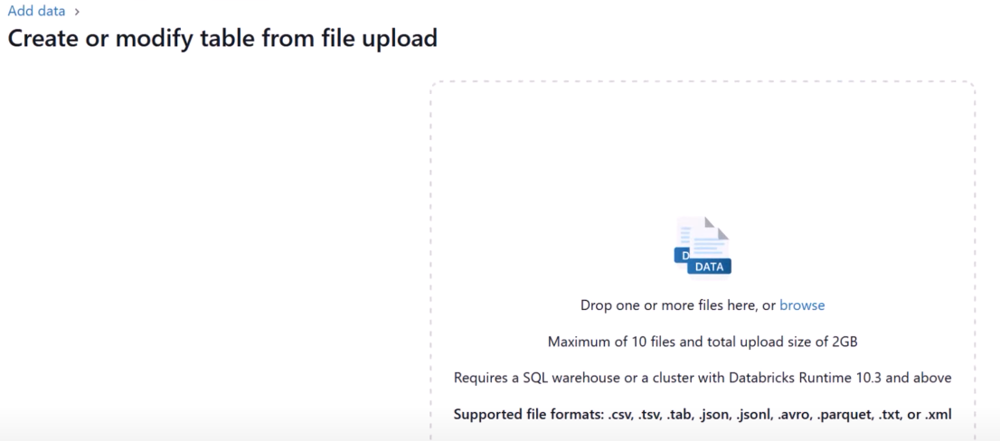 Add data >
Create or modify table from file upload
D
DATA
Drop one or more files here, or browse
Maximum of 10 files and total upload size of 2GB
Requires a SQL warehouse or a cluster with Databricks Runtime 10.3 and above
Supported file formats: .csv, .tsv, .tab, .json, .jsonl, .avro, .parquet, .txt, or .xml